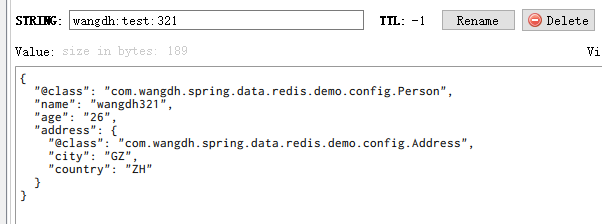 STRING: wangdh:test:321 TTL: -1 Rename Delete
Value: size in bytes: 189 Vi
{
  "@class": "com.wangdh.spring.data.redis.demo.config.Person",
  "name": "wangdh321",
  "age": "26",
  "address": {
    "@class": "com.wangdh.spring.data.redis.demo.config.Address",
    "city": "GZ",
    "country": "ZH"
  }
}